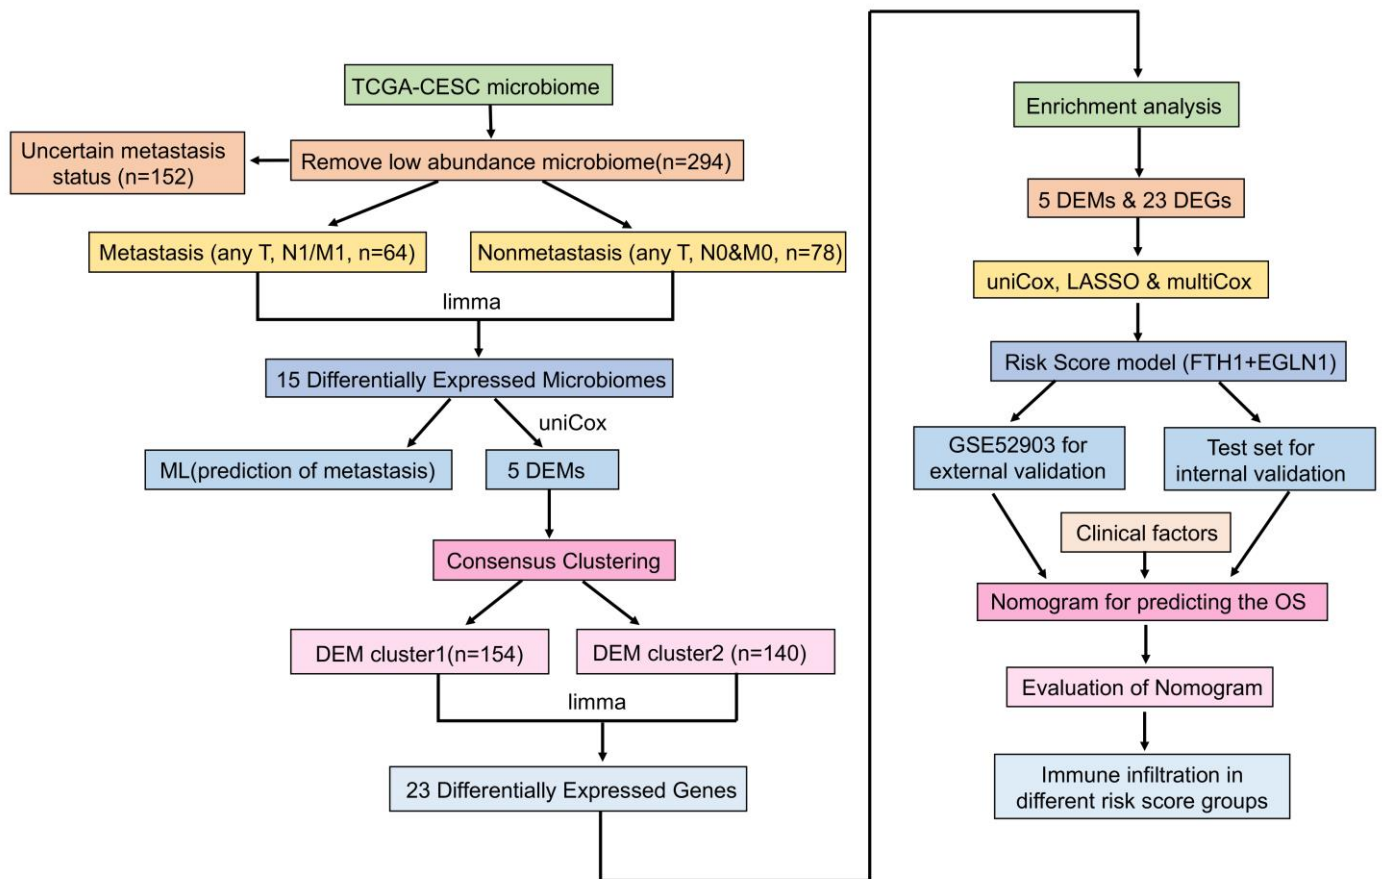 TCGA-CESC microbiome
Uncertain metastasis
status (n=152)
Remove low abundance microbiome(n=294)
Metastasis (any T, N1/M1, n=64)
Nonmetastasis (any T, N0&M0, n=78)
limma
15 Differentially Expressed Microbiomes
uniCox
ML(prediction of metastasis)
5 DEMs
Consensus Clustering
DEM cluster1(n=154)
DEM cluster2 (n=140)
limma
23 Differentially Expressed Genes
Enrichment analysis
5 DEMs & 23 DEGs
uniCox, LASSO & multiCox
Risk Score model (FTH1+EGLN1)
GSE52903 for
external validation
Test set for
internal validation
Clinical factors
Nomogram for predicting the OS
Evaluation of Nomogram
Immune infiltration in
different risk score groups